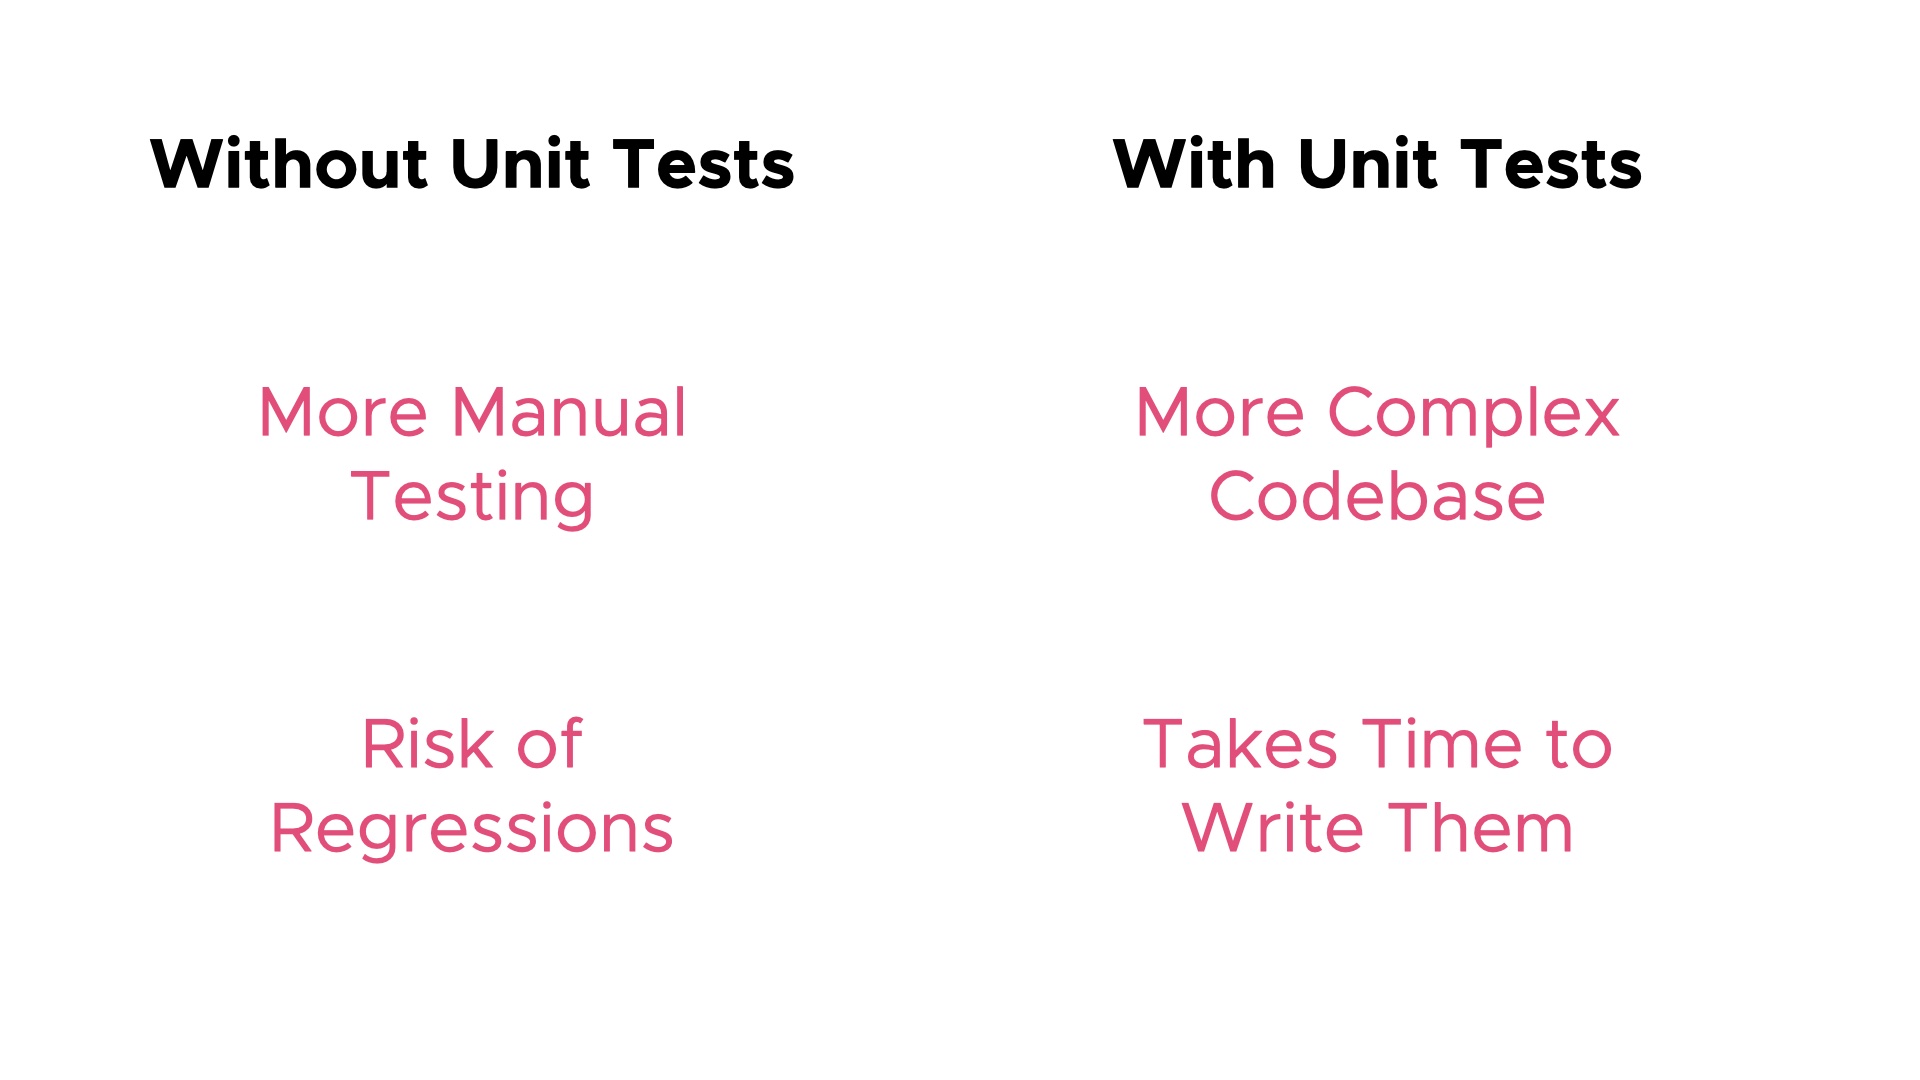 Without Unit Tests
With Unit Tests
More Manual
Testing
More Complex
Codebase
Risk of
Regressions
Takes Time to
Write Them